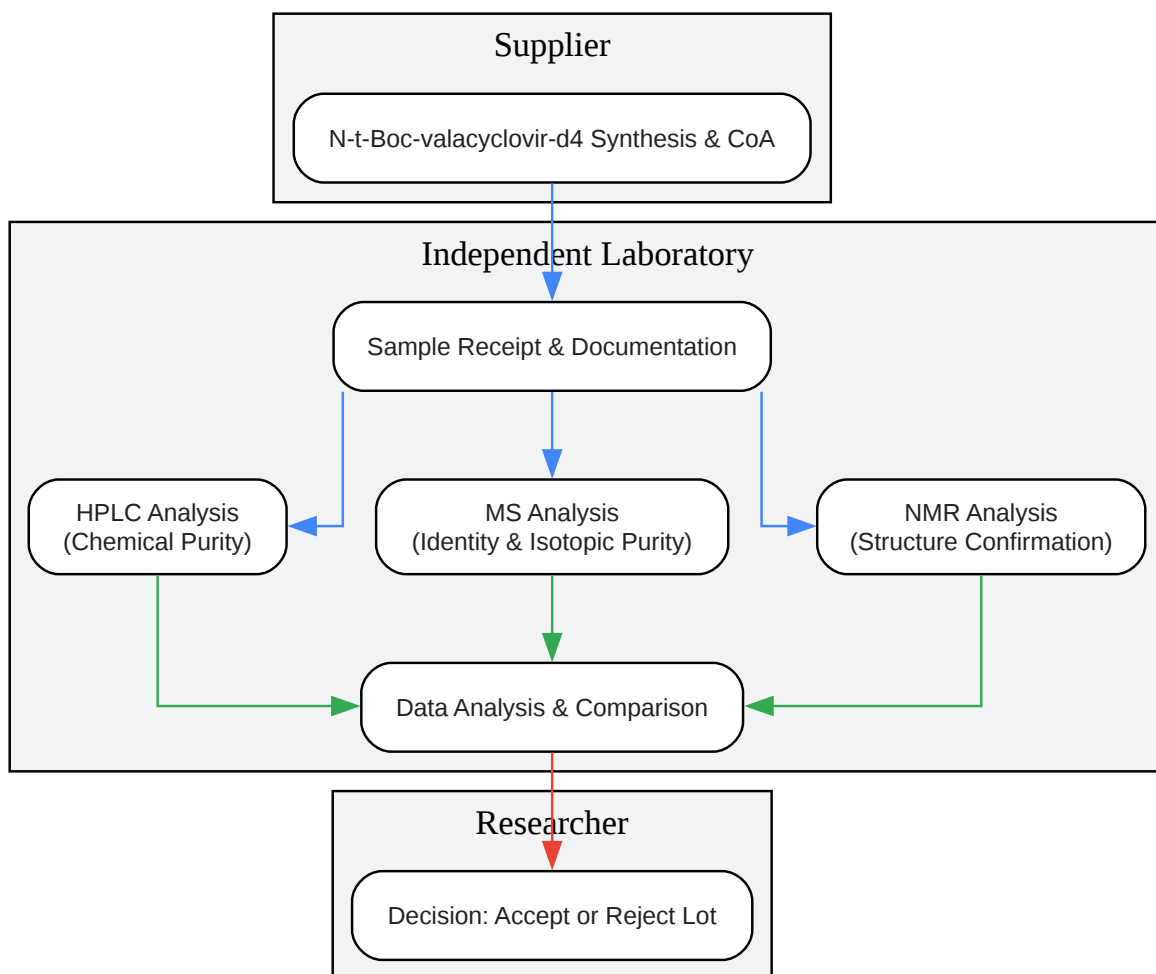 Supplier
N-t-Boc-valacyclovir-d4 Synthesis & CoA
Independent Laboratory
Sample Receipt & Documentation
HPLC Analysis
(Chemical Purity)
MS Analysis
(Identity & Isotopic Purity)
NMR Analysis
(Structure Confirmation)
Data Analysis & Comparison
Researcher
Decision: Accept or Reject Lot